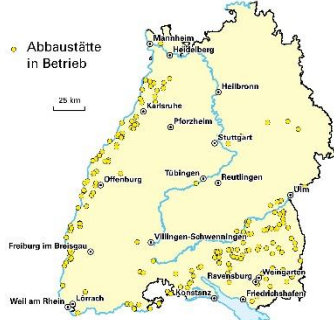 Abbaustätte
in Betrieb
25 km
Mannheim
Heidelberg
Heilbronn
Karlsruhe
Pforzheim
Stuttgart
Tübingen
Reutlingen
Offenburg
Ulm
Villingen-Schwenningen
Freiburg im Breisgau
Ravensburg
Weingarten
Lörrach
Weil am Rhein
Konstanz
Friedrichshafen